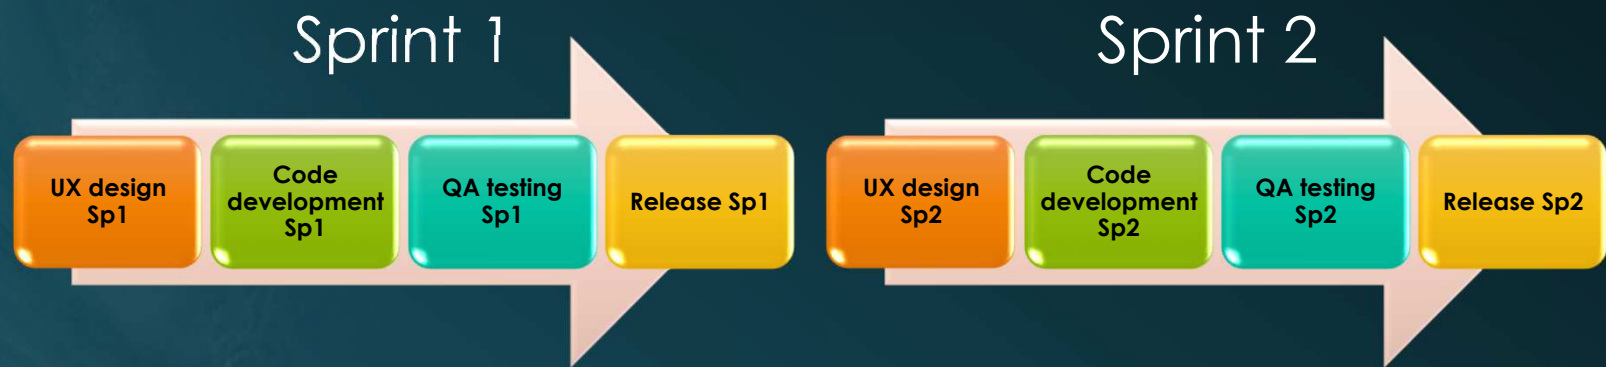 Sprint 1
UX design
Sp1
Code
development
Sp1
QA testing
Sp1
Release Sp1
Sprint 2
UX design
Sp2
Code
development
Sp2
QA testing
Sp2
Release Sp2